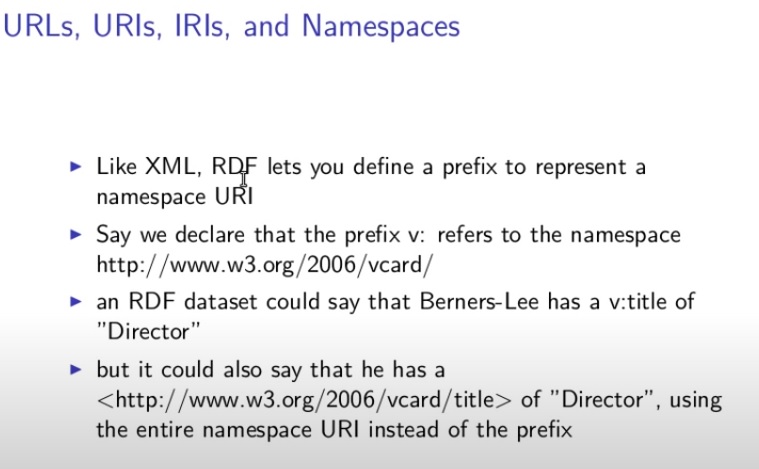 URLs, URIs, IRIs, and Namespaces
Like XML, RDF lets you define a prefix to represent a
namespace URI
Say we declare that the prefix v: refers to the namespace
http://www.w3.org/2006/vcard/
an RDF dataset could say that Berners-Lee has a v:title of
"Director"
but it could also say that he has a
<http://www.w3.org/2006/vcard/title> of "Director", using
the entire namespace URI instead of the prefix